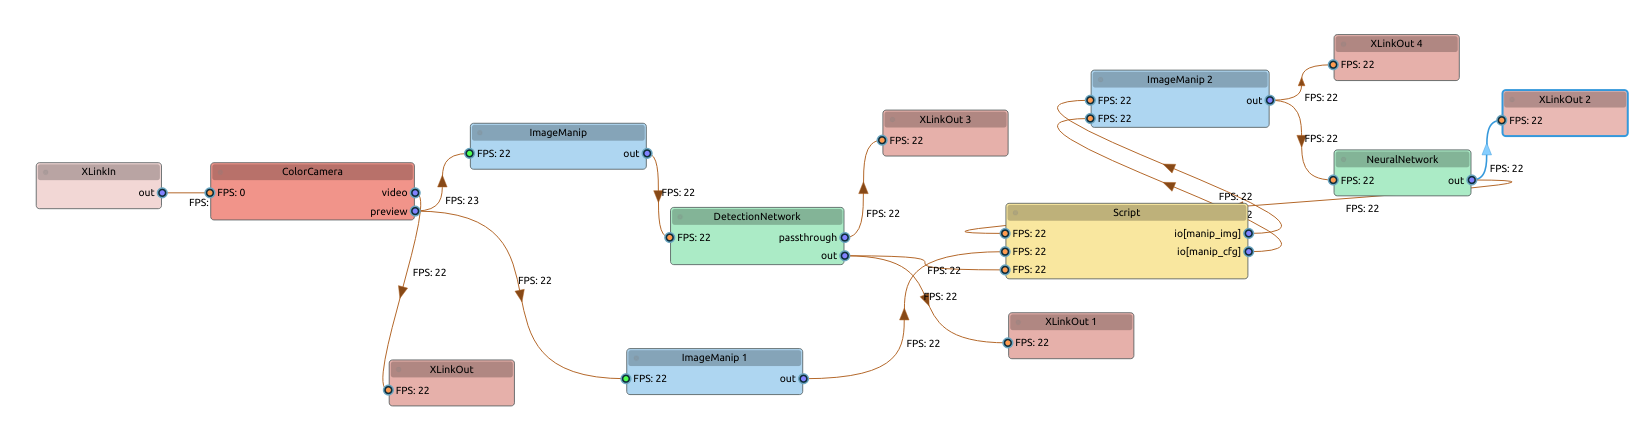 XLinkIn
out
FPS:
ColorCamera
FPS: 0
video
preview
FPS: 23
FPS: 22
FPS: 22
ImageManip
FPS: 22
out
FPS: 22
XLinkOut
FPS: 22
DetectionNetwork
FPS: 22
passthrough
out
FPS: 22
FPS: 22
FPS: 22
ImageManip 1
FPS: 22
out
FPS: 22
XLinkOut 3
FPS: 22
XLinkOut 1
FPS: 22
Script
FPS: 22
io[manip_img]
FPS: 22
io[manip_cfg]
FPS: 22
FPS: 22
2
ImageManip 2
FPS: 22
out
FPS: 22
FPS: 22
FPS: 22
XLinkOut 4
FPS: 22
NeuralNetwork
FPS: 22
out
FPS: 22
FPS: 22
XLinkOut 2
FPS: 22